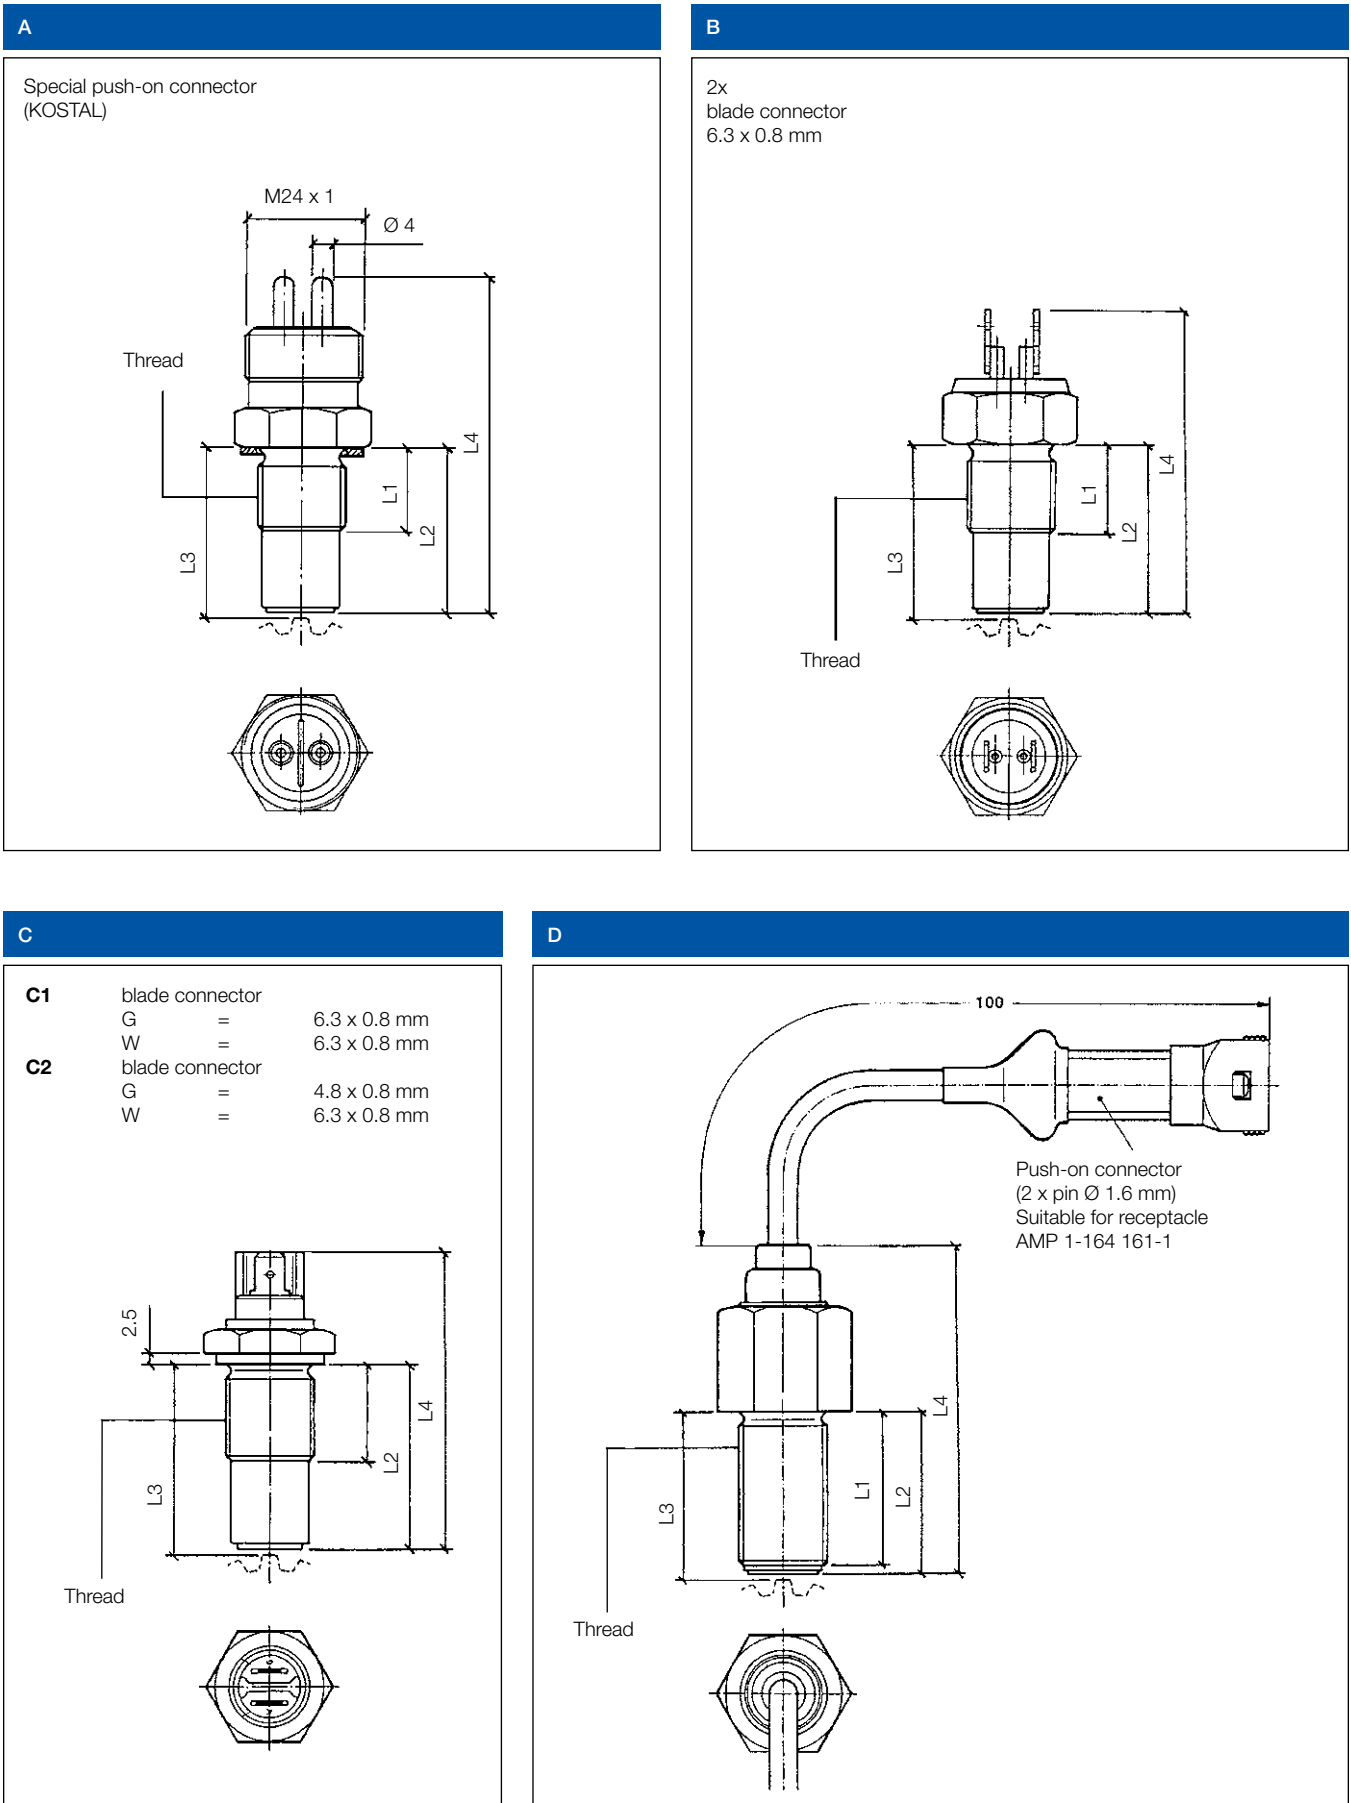 A
Special push-on connector
(KOSTAL)
M24 x 1
Ø 4
Thread
L4
L1
L2
L3
B
2x
blade connector
6.3 x 0.8 mm
L4
L1
L2
L3
Thread
C
C1 blade connector
G = 6.3 x 0.8 mm
W = 6.3 x 0.8 mm
C2 blade connector
G = 4.8 x 0.8 mm
W = 6.3 x 0.8 mm
2.5
L4
L2
L3
Thread
D
100
Push-on connector
(2 x pin Ø 1.6 mm)
Suitable for receptacle
AMP 1-164 161-1
L4
L1
L2
L3
Thread